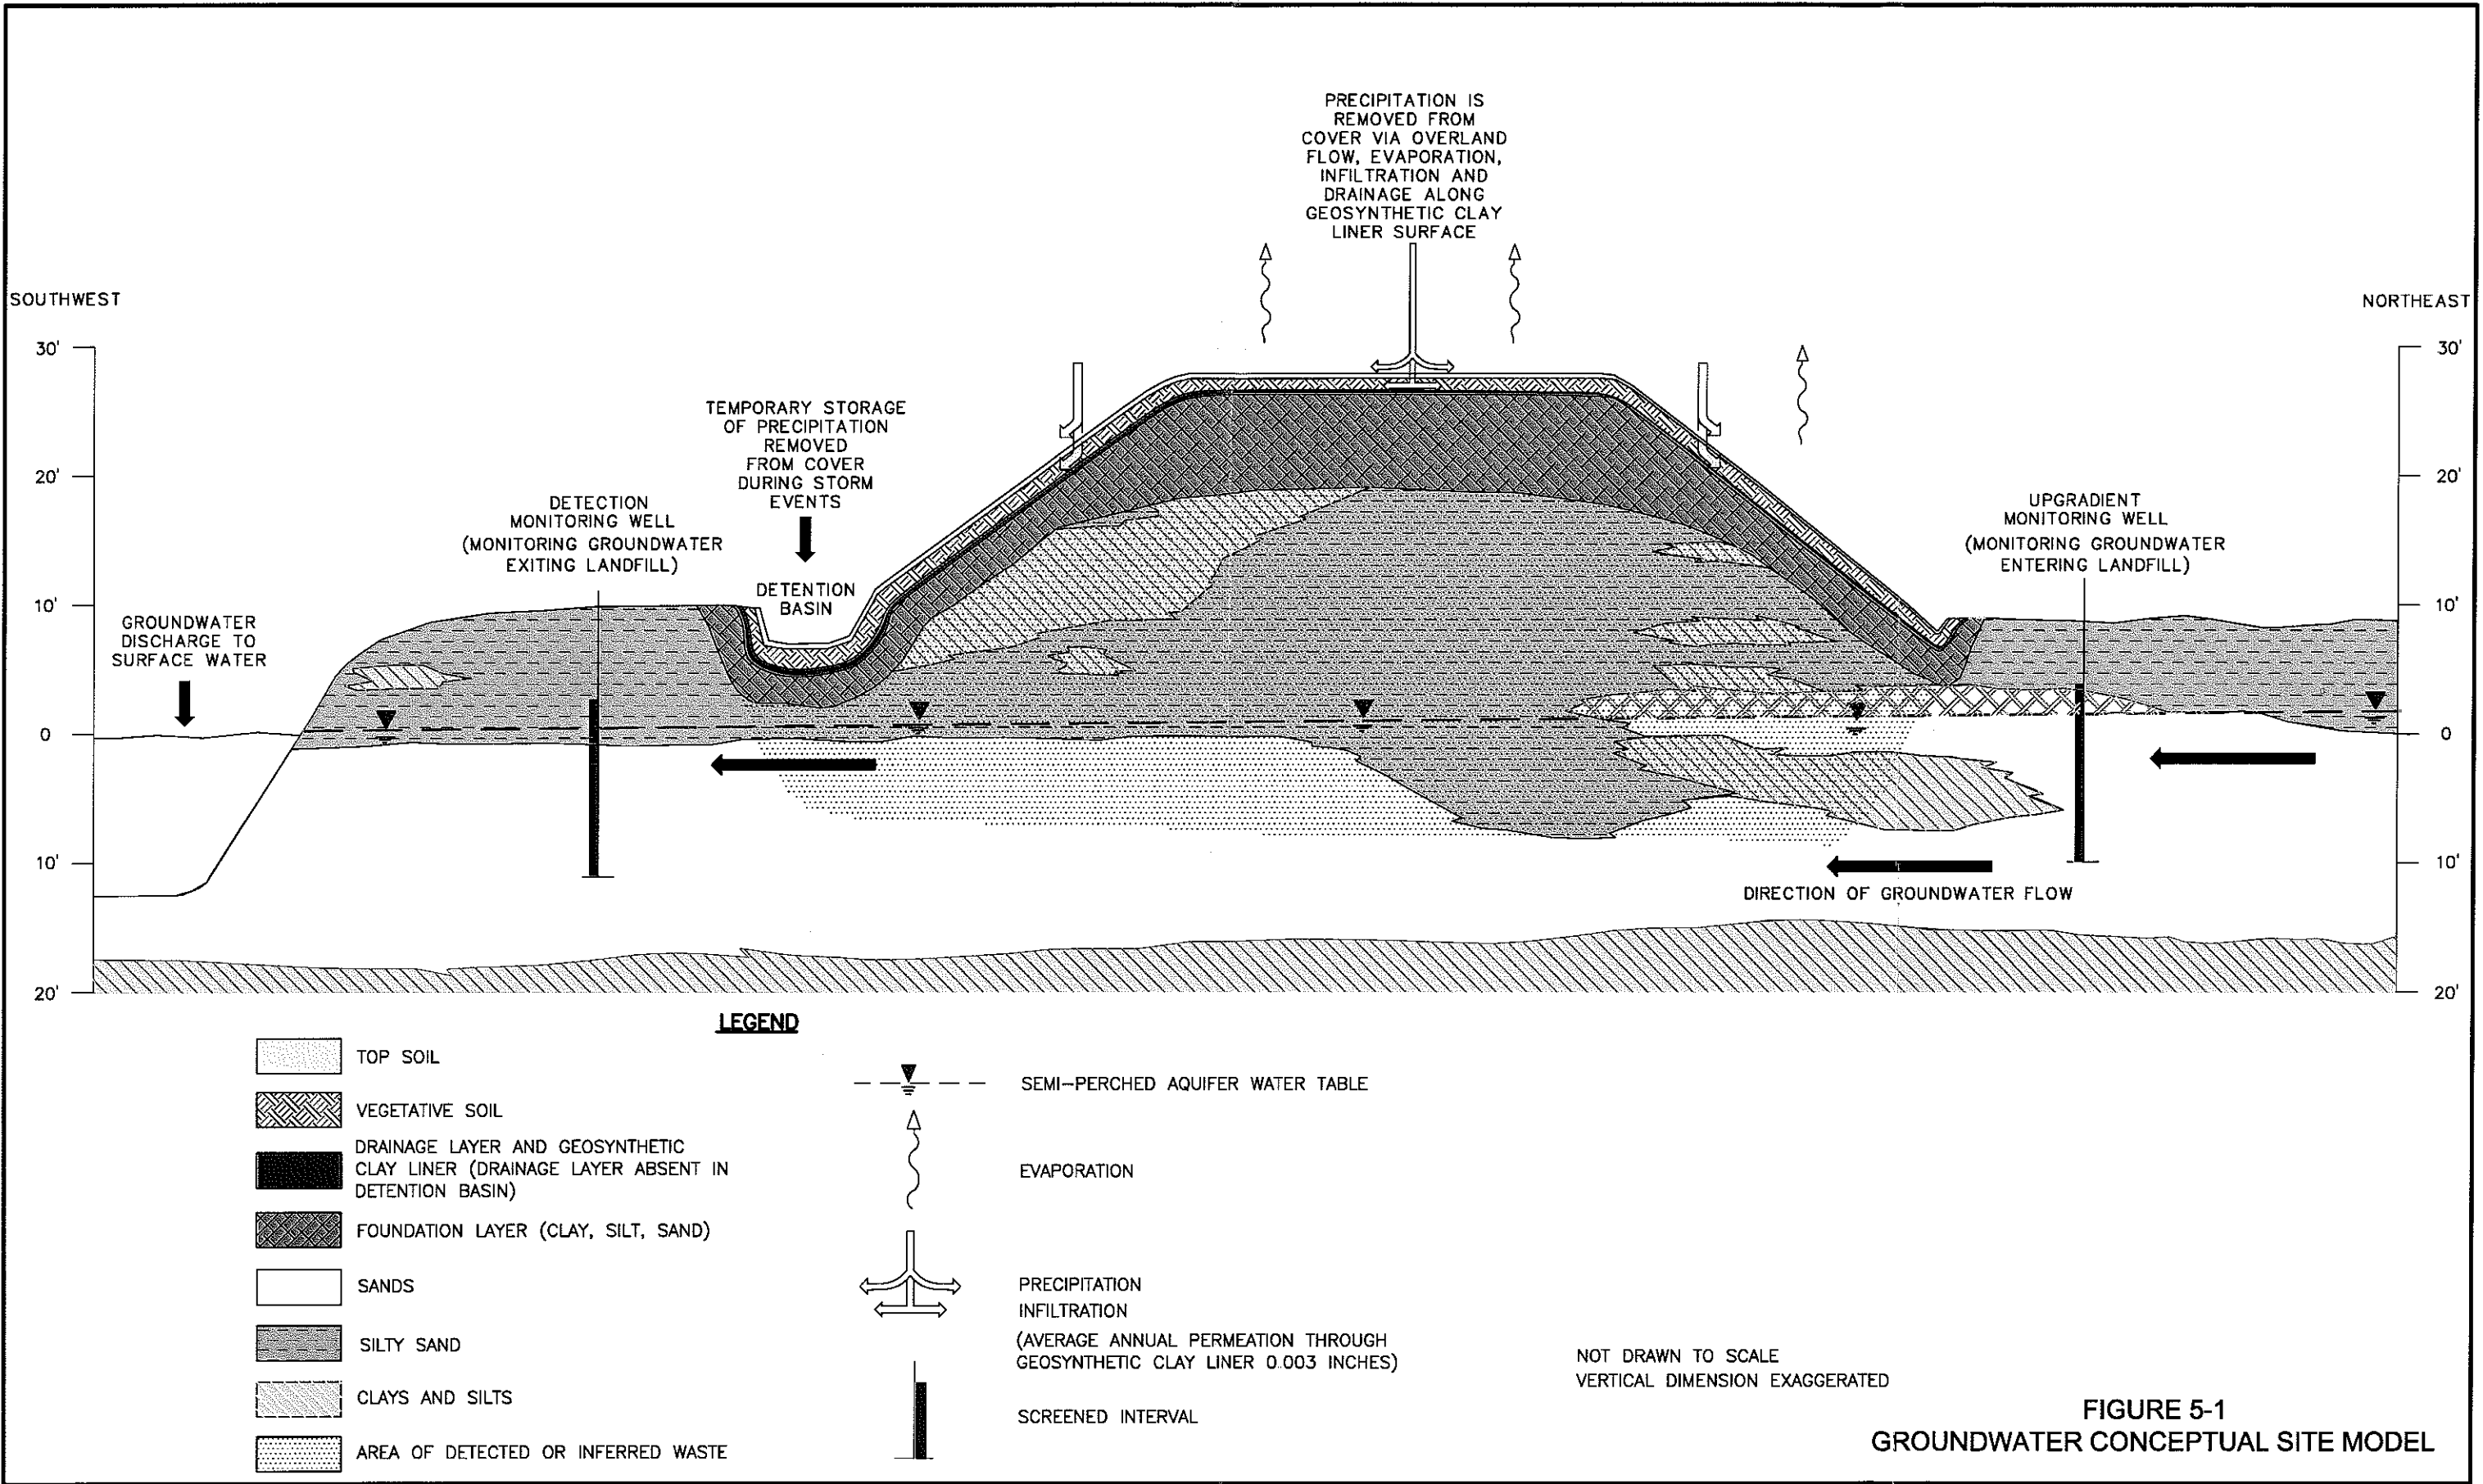 PRECIPITATION IS
REMOVED FROM
COVER VIA OVERLAND
FLOW, EVAPORATION,
INFILTRATION AND
DRAINAGE ALONG
GEOSYNTHETIC CLAY
LINER SURFACE
SOUTHWEST
NORTHEAST
30'
30'
TEMPORARY STORAGE
OF PRECIPITATION
REMOVED
FROM COVER
DURING STORM
EVENTS
20'
20'
DETECTION
MONITORING WELL
(MONITORING GROUNDWATER
EXITING LANDFILL)
UPGRADIENT
MONITORING WELL
(MONITORING GROUNDWATER
ENTERING LANDFILL)
DETENTION
BASIN
10'
10'
GROUNDWATER
DISCHARGE TO
SURFACE WATER
0
0
10'
10'
DIRECTION OF GROUNDWATER FLOW
20'
20'
LEGEND
TOP SOIL
VEGETATIVE SOIL
DRAINAGE LAYER AND GEOSYNTHETIC
CLAY LINER (DRAINAGE LAYER ABSENT IN
DETENTION BASIN)
FOUNDATION LAYER (CLAY, SILT, SAND)
SANDS
SILTY SAND
CLAYS AND SILTS
AREA OF DETECTED OR INFERRED WASTE
SEMI-PERCHED AQUIFER WATER TABLE
EVAPORATION
PRECIPITATION
INFILTRATION
(AVERAGE ANNUAL PERMEATION THROUGH
GEOSYNTHETIC CLAY LINER 0.003 INCHES)
SCREENED INTERVAL
NOT DRAWN TO SCALE
VERTICAL DIMENSION EXAGGERATED
FIGURE 5-1
GROUNDWATER CONCEPTUAL SITE MODEL